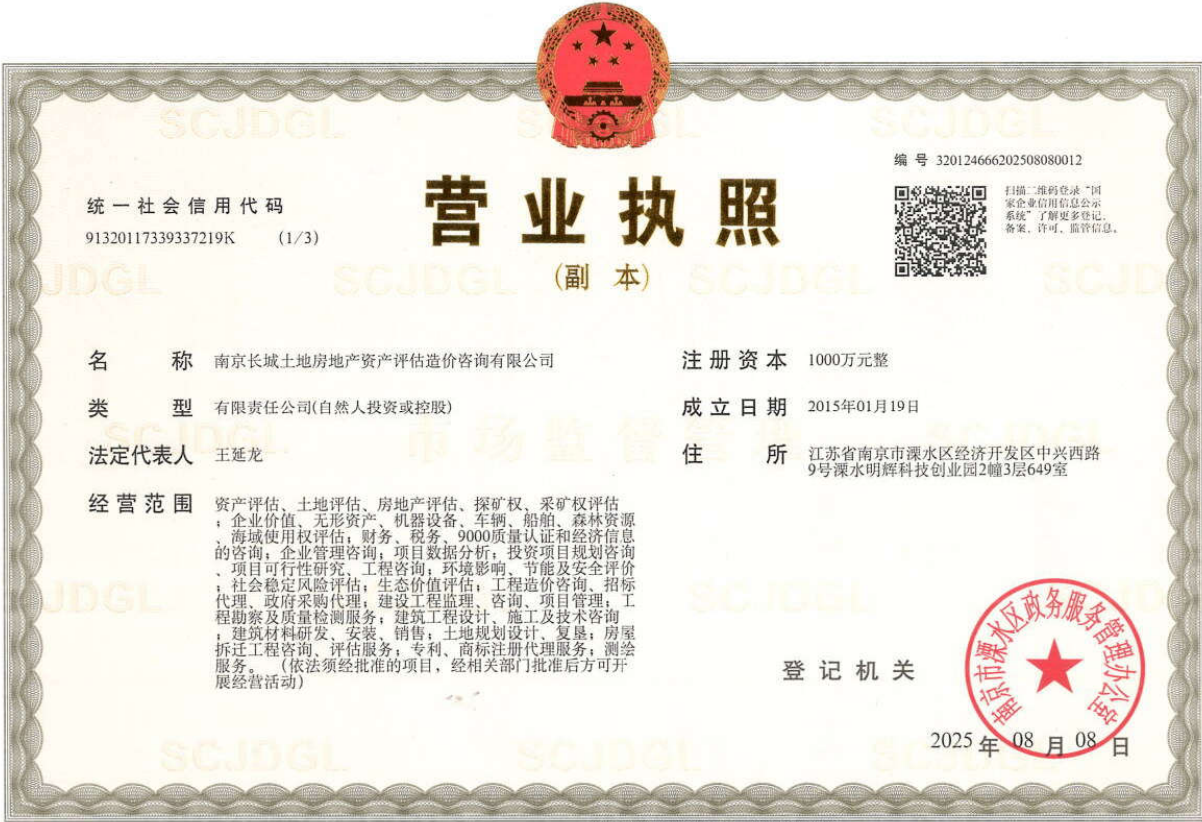 编 号 320124666202508080012
统一社会信用代码
91320117339337219K (1/3)
营业执照
(副 本)
扫描二维码登录“国
家企业信用信息公示
系统”了解更多登记、
备案、许可、监管信息。
名 称 南京长城土地房地产资产评估造价咨询有限公司
类 型 有限责任公司(自然人投资或控股)
法定代表人 王延龙
经营范围 资产评估、土地评估、房地产评估、探矿权、采矿权评估
；企业价值、无形资产、机器设备、车辆、船舶、森林资源
、海域使用权评估；财务、税务、9000质量认证和经济信息
的咨询；企业管理咨询；项目数据分析；投资项目规划咨询
、项目可行性研究、工程咨询；环境影响、节能及安全评价
；社会稳定风险评估；生态价值评估；工程造价咨询、招标
代理、政府采购代理；建设工程监理、咨询、项目管理；工
程勘察及质量检测服务；建筑工程设计、施工及技术咨询
；建筑材料研发、安装、销售；土地规划设计、复垦；房屋
拆迁工程咨询、评估服务；专利、商标注册代理服务；测绘
服务。（依法须经批准的项目，经相关部门批准后方可开
展经营活动）
注册资本 1000万元整
成立日期 2015年01月19日
住 所 江苏省南京市溧水区经济开发区中兴西路
9号溧水明辉科技创业园2幢3层649室
登记机关
南京市溧水区政务服务管理办公室
2025年08月08日
SCJDGL
市场监督管理